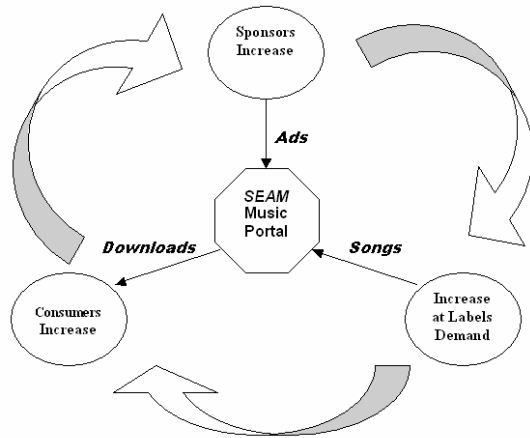 Sponsors
Increase
Ads
SEAM
Music
Portal
Downloads
Songs
Consumers
Increase
Increase
at Labels
Demand